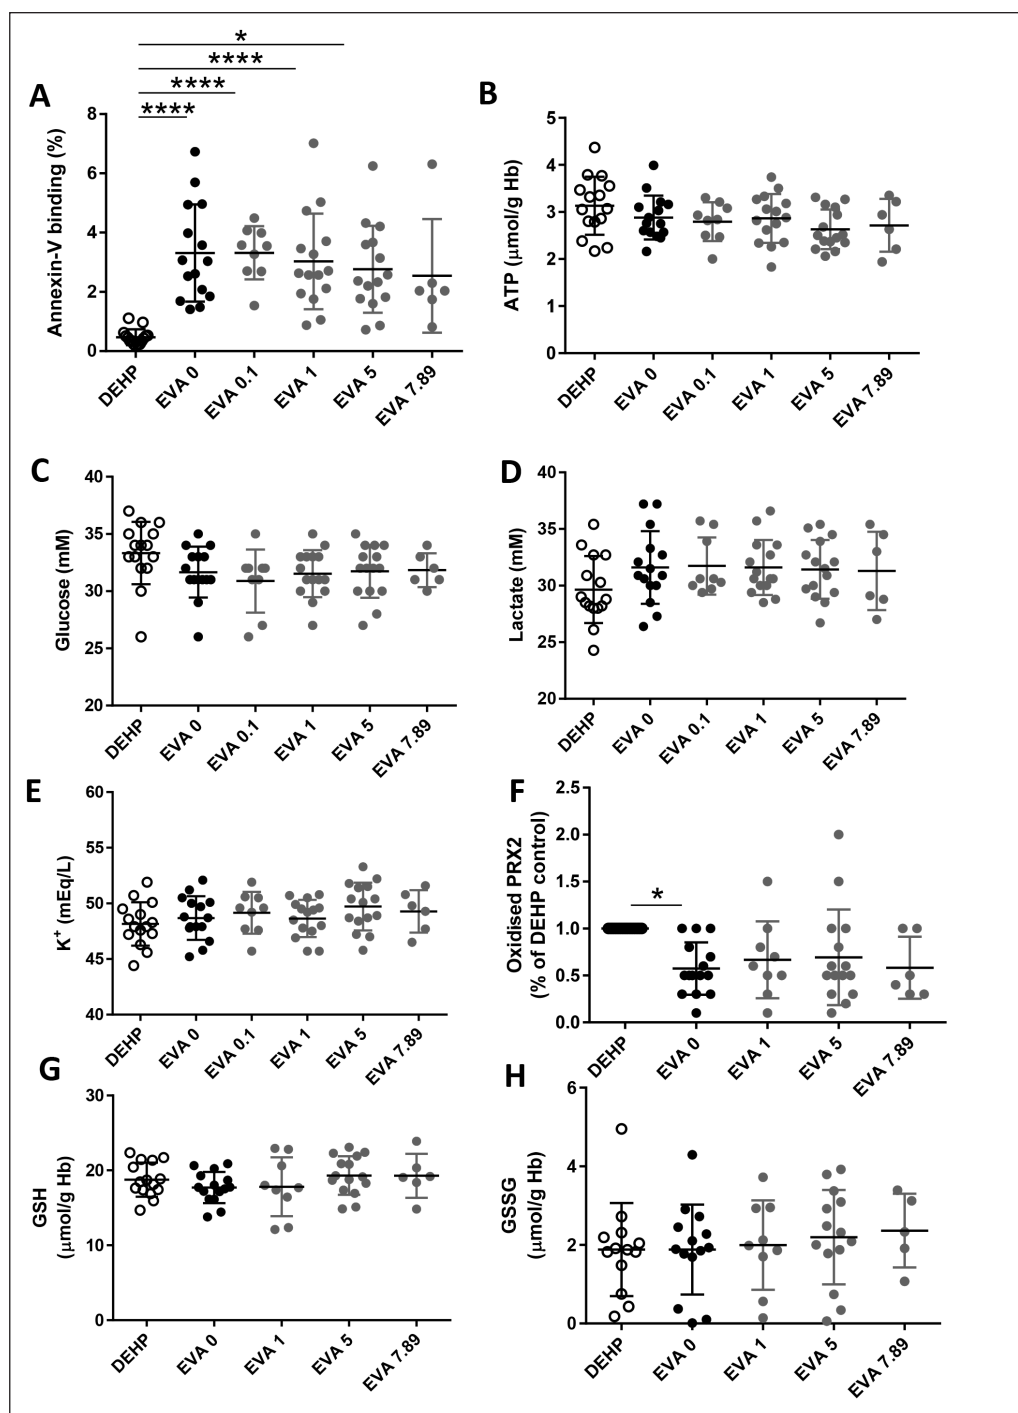 *
****
****
****
A
Annexin-V binding (%)
8
6
4
2
0
DEHP
EVA 0
EVA 0.1
EVA 1
EVA 5
EVA 7.89
B
ATP (μmol/g Hb)
5
4
3
2
1
0
DEHP
EVA 0
EVA 0.1
EVA 1
EVA 5
EVA 7.89
C
Glucose (mM)
40
35
30
25
20
DEHP
EVA 0
EVA 0.1
EVA 1
EVA 5
EVA 7.89
D
Lactate (mM)
40
35
30
25
20
DEHP
EVA 0
EVA 0.1
EVA 1
EVA 5
EVA 7.89
E
K⁺ (mEq/L)
60
55
50
45
40
DEHP
EVA 0
EVA 0.1
EVA 1
EVA 5
EVA 7.89
F
Oxidised PRX2
(% of DEHP control)
2.5
2.0
1.5
1.0
0.5
0.0
*
DEHP
EVA 0
EVA 1
EVA 5
EVA 7.89
G
GSH
(μmol/g Hb)
30
20
10
0
DEHP
EVA 0
EVA 1
EVA 5
EVA 7.89
H
GSSG
(μmol/g Hb)
6
4
2
0
DEHP
EVA 0
EVA 1
EVA 5
EVA 7.89